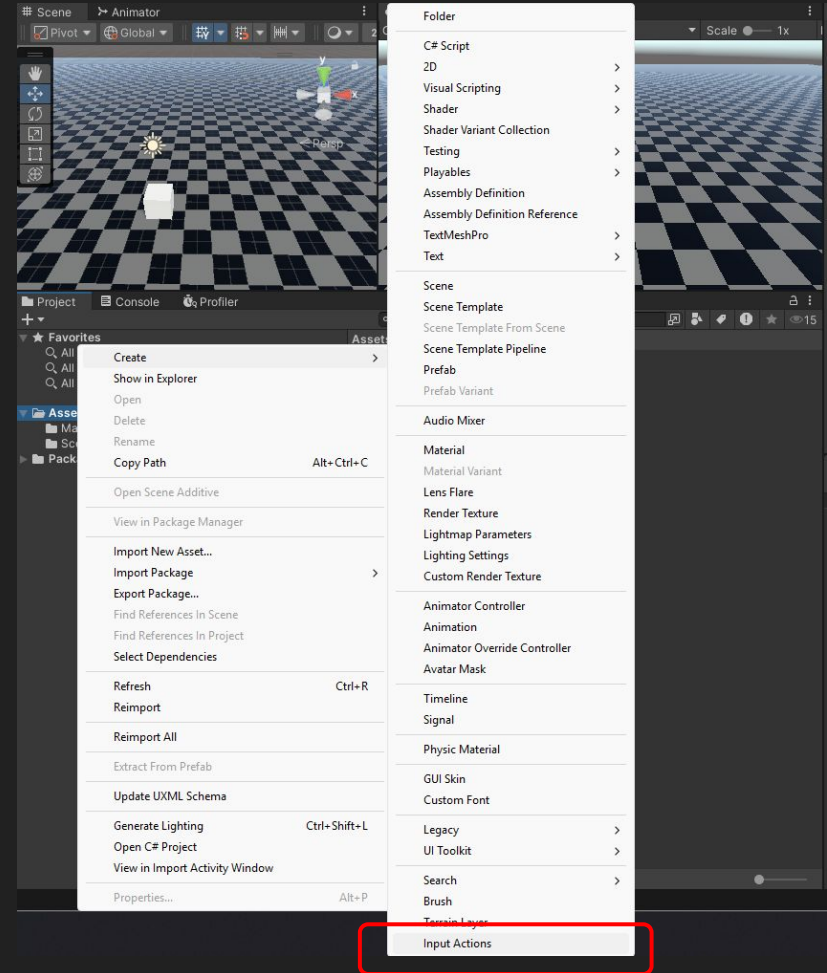 Scene
Animator
Pivot
Global
2
y
x
Persp
Scale
1x
Project
Console
Profiler
15
Favorites
All
All
All
Asset
Asse
Ma
Sc
Pack
Create
Show in Explorer
Open
Delete
Rename
Copy Path Alt+Ctrl+C
Open Scene Additive
View in Package Manager
Import New Asset...
Import Package
Export Package...
Find References In Scene
Find References In Project
Select Dependencies
Refresh Ctrl+R
Reimport
Reimport All
Extract From Prefab
Update UXML Schema
Generate Lighting Ctrl+Shift+L
Open C# Project
View in Import Activity Window
Properties... Alt+P
Folder
C# Script
2D
Visual Scripting
Shader
Shader Variant Collection
Testing
Playables
Assembly Definition
Assembly Definition Reference
TextMeshPro
Text
Scene
Scene Template
Scene Template From Scene
Scene Template Pipeline
Prefab
Prefab Variant
Audio Mixer
Material
Material Variant
Lens Flare
Render Texture
Lightmap Parameters
Lighting Settings
Custom Render Texture
Animator Controller
Animation
Animator Override Controller
Avatar Mask
Timeline
Signal
Physic Material
GUI Skin
Custom Font
Legacy
UI Toolkit
Search
Brush
Terrain Layer
Input Actions